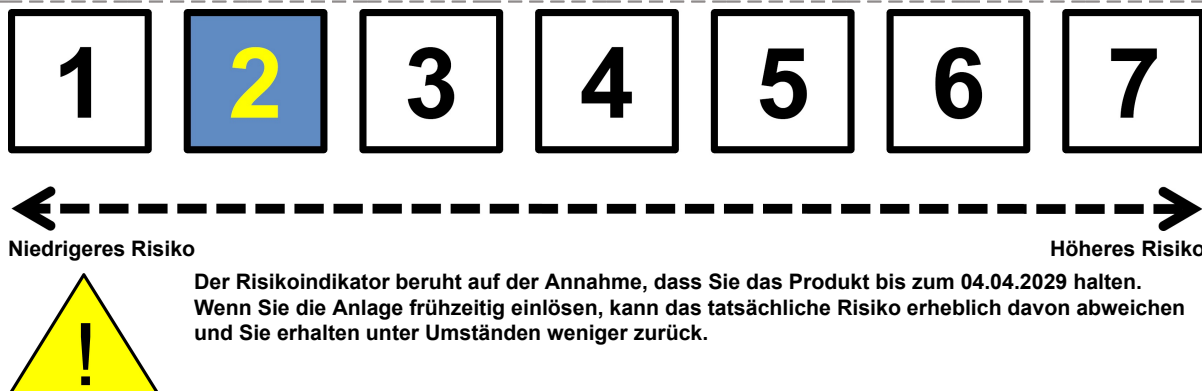 1 2 3 4 5 6 7
Niedrigeres Risiko Höheres Risiko
Der Risikoindikator beruht auf der Annahme, dass Sie das Produkt bis zum 04.04.2029 halten.
Wenn Sie die Anlage frühzeitig einlösen, kann das tatsächliche Risiko erheblich davon abweichen
und Sie erhalten unter Umständen weniger zurück.
!